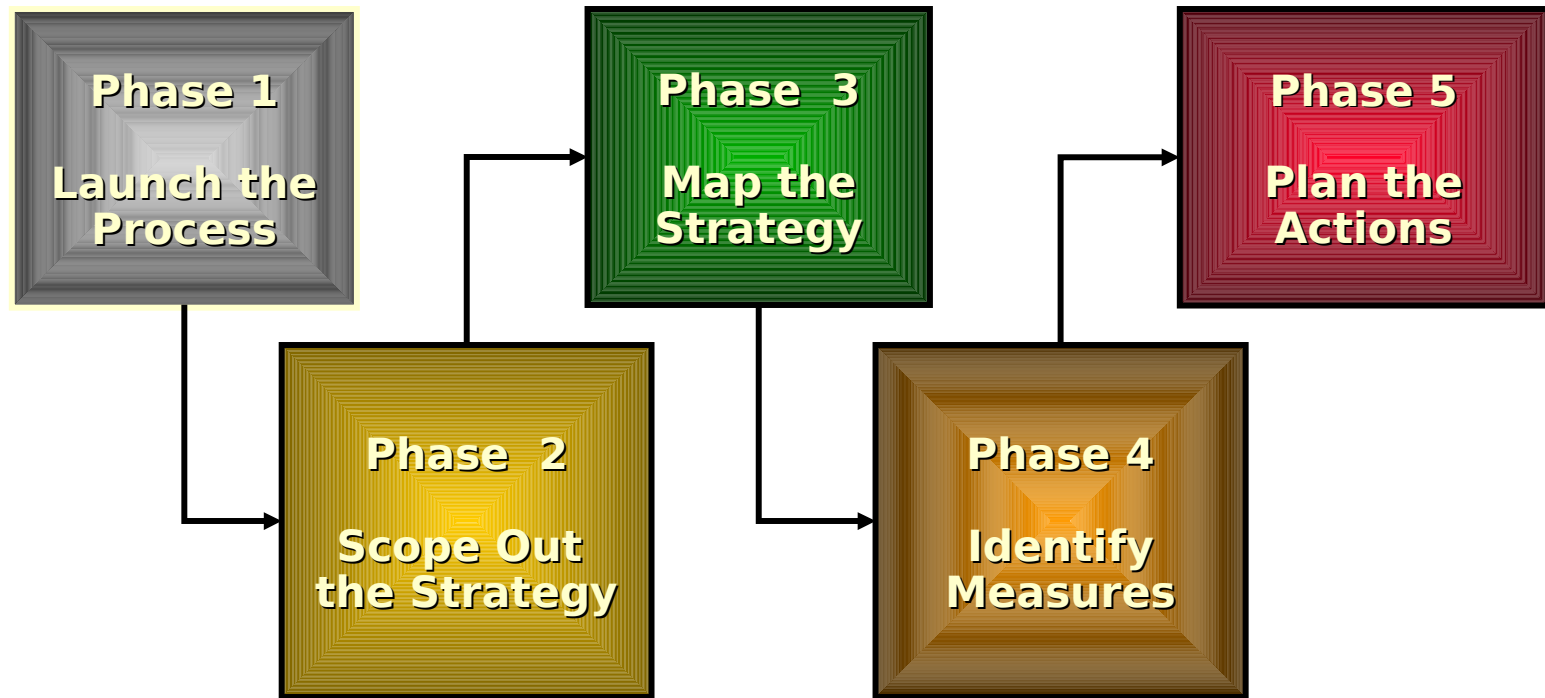 Phase 1
Launch the
Process
Phase  2
Scope Out
the Strategy
Phase  3
Map the
Strategy
Phase 4
Identify
Measures
Phase 5
Plan the
Actions